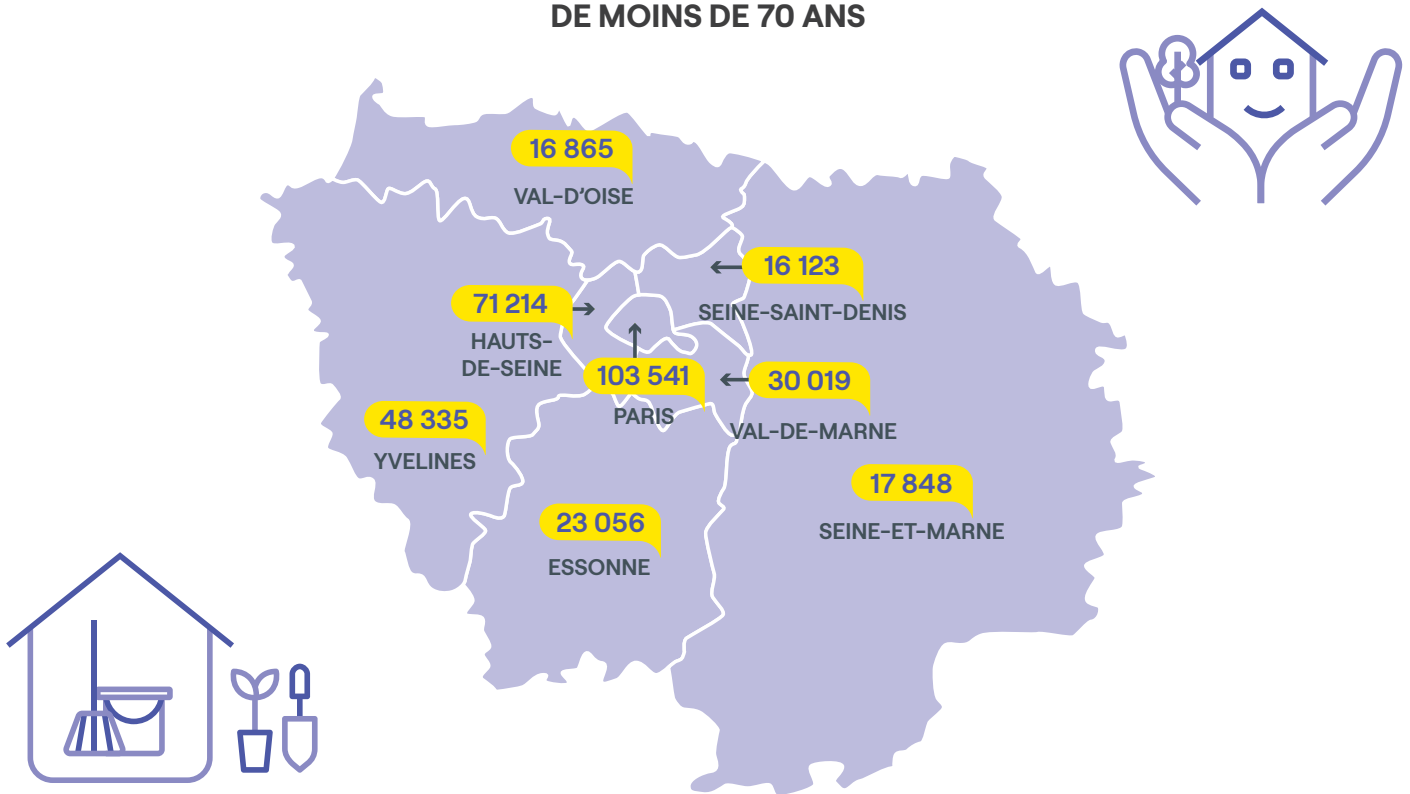 DE MOINS DE 70 ANS
16 865
VAL-D'OISE
16 123
SEINE-SAINT-DENIS
71 214
HAUTS-
DE-SEINE
103 541
PARIS
30 019
VAL-DE-MARNE
48 335
YVELINES
17 848
SEINE-ET-MARNE
23 056
ESSONNE